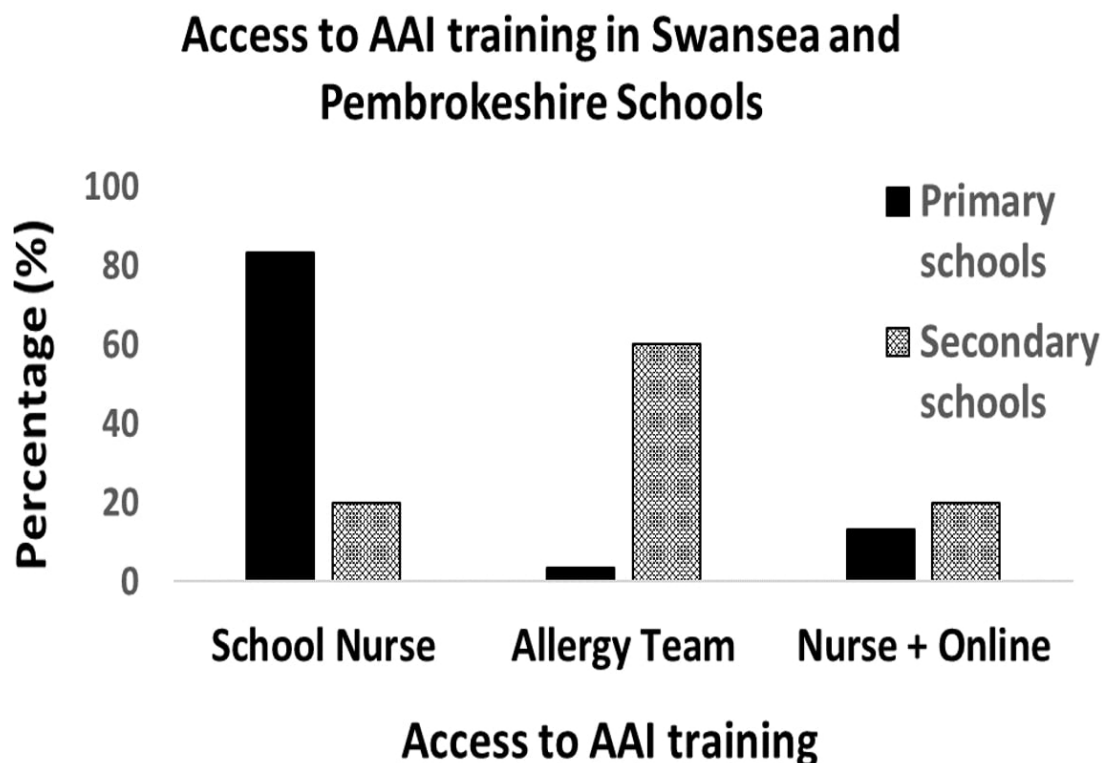 Access to AAI training in Swansea and
Pembrokeshire Schools
Percentage (%)
100
80
60
40
20
0
Primary
schools
Secondary
schools
School Nurse
Allergy Team
Nurse + Online
Access to AAI training